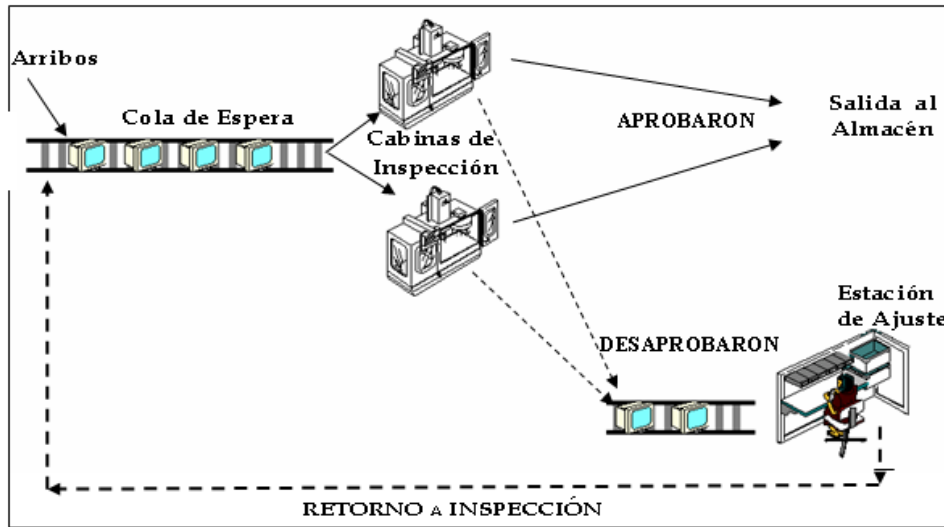 Arribos
Cola de Espera
Cabinas de
Inspección
APROBARON
Salida al
Almacén
Estación
de Ajuste
DESAPROBARON
RETORNO A INSPECCIÓN